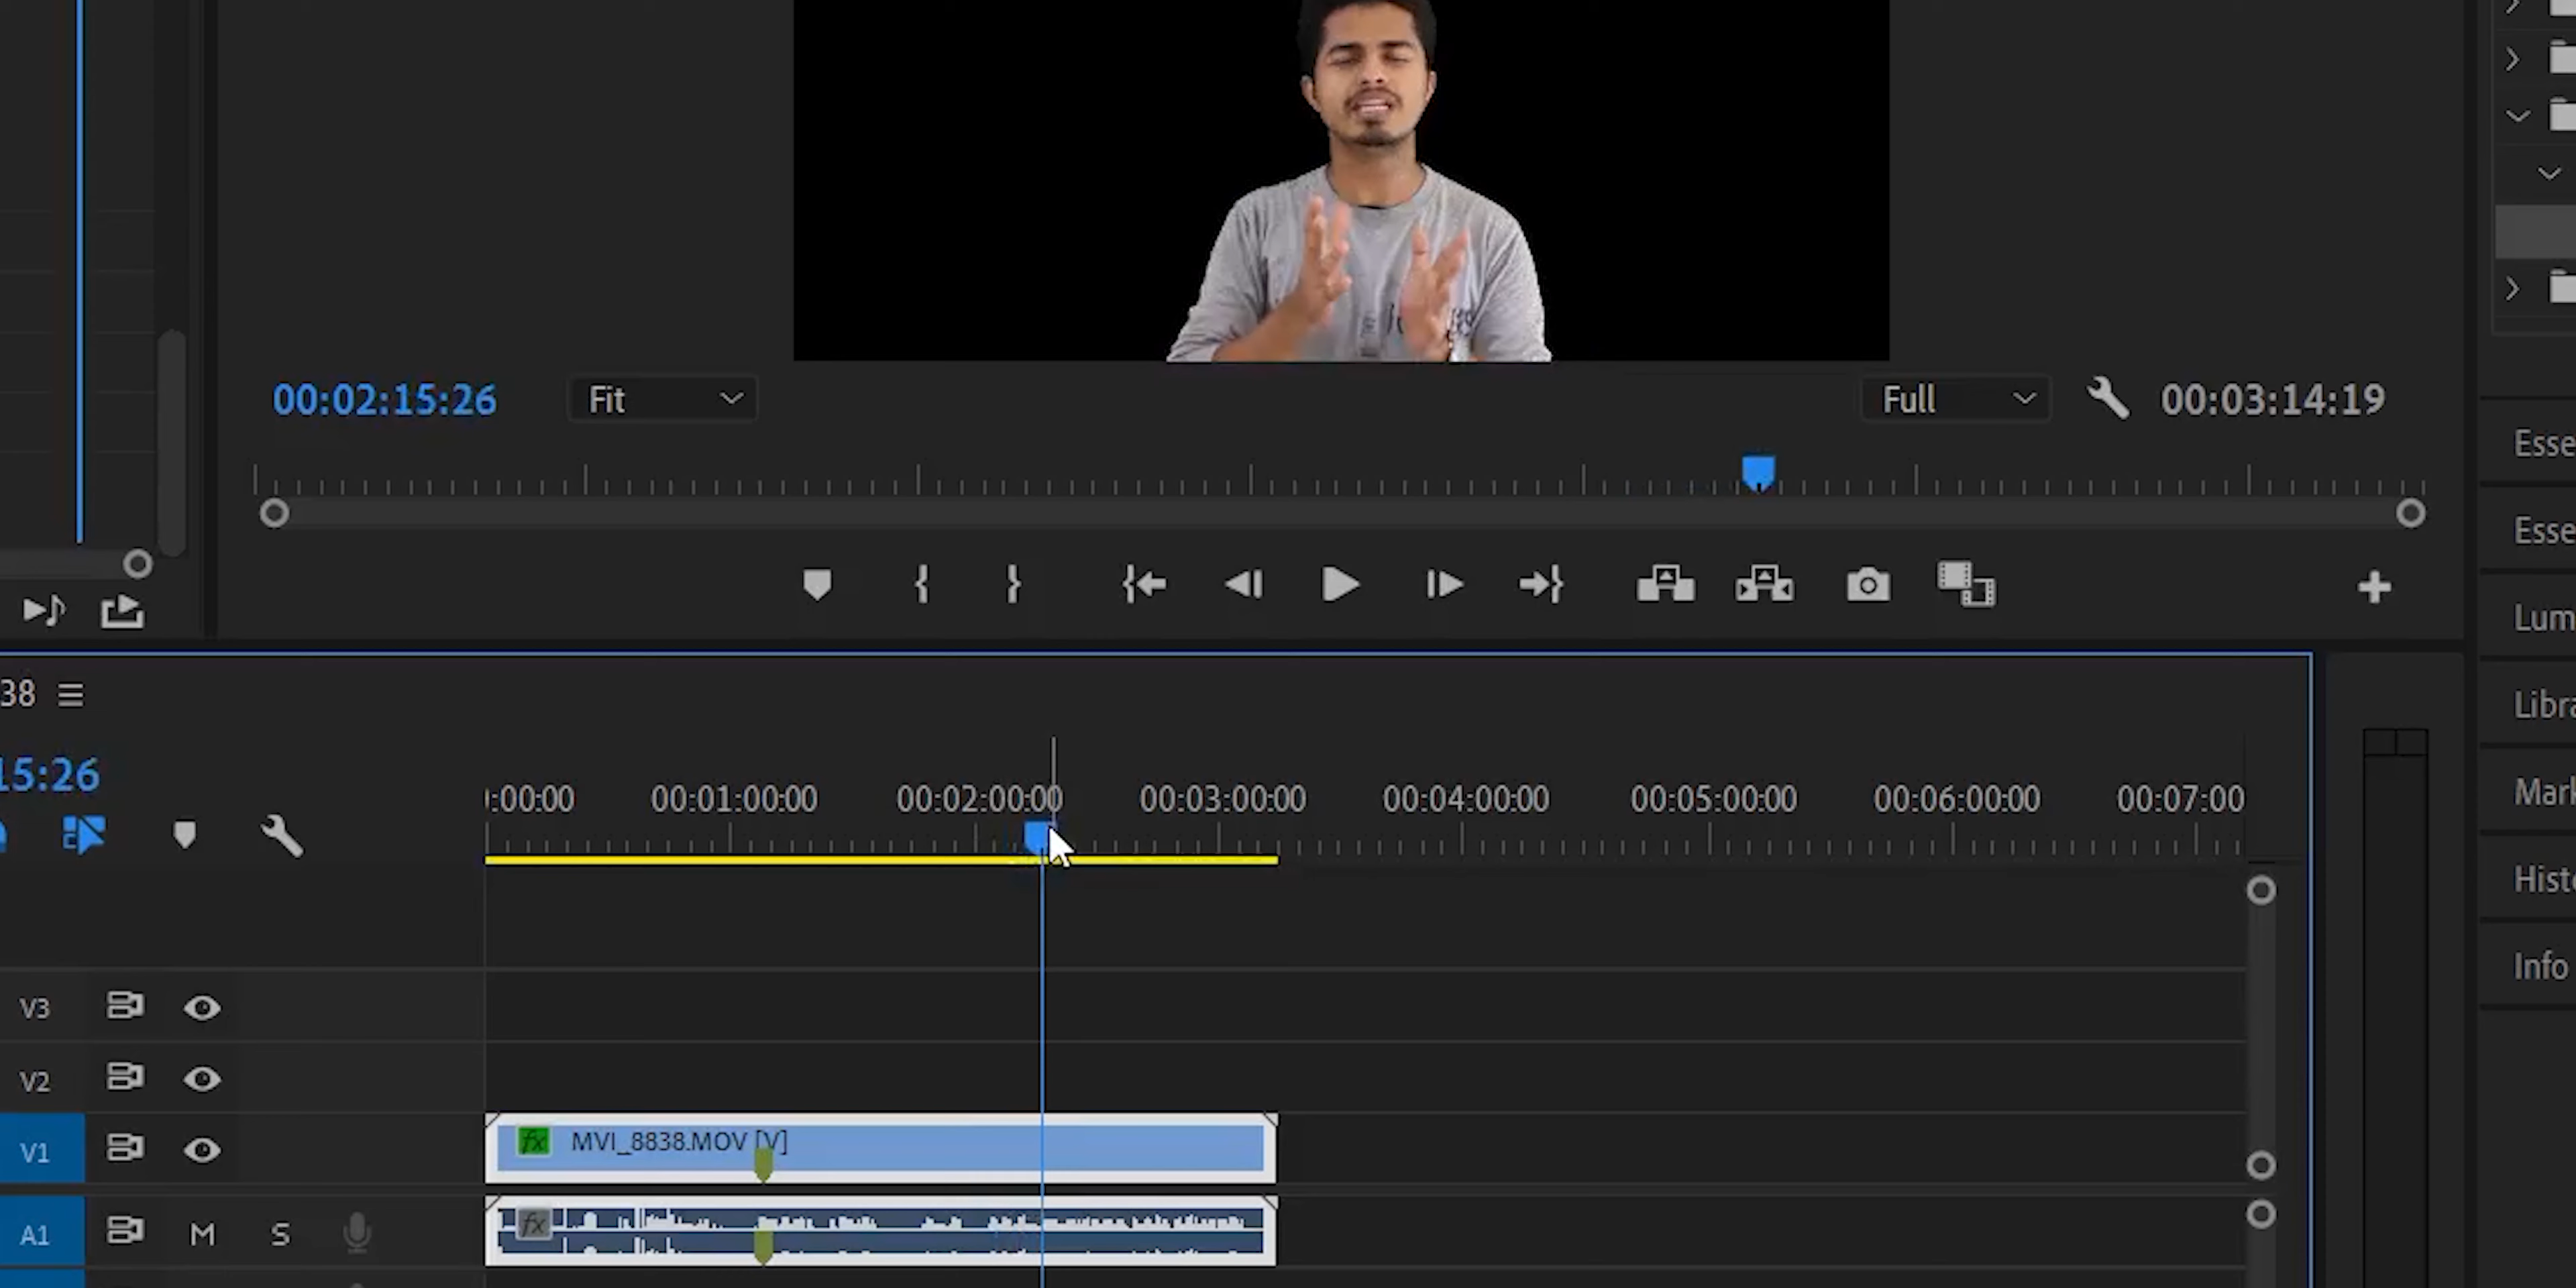 00:02:15:26 Fit Full 00:03:14:19
Esse
Esse
Lum
Libra
Mark
Histo
Info
38
15:26
:00:00 00:01:00:00 00:02:00:00 00:03:00:00 00:04:00:00 00:05:00:00 00:06:00:00 00:07:00
V3
V2
V1 fx MVI_8838.MOV [V]
A1 M S fx